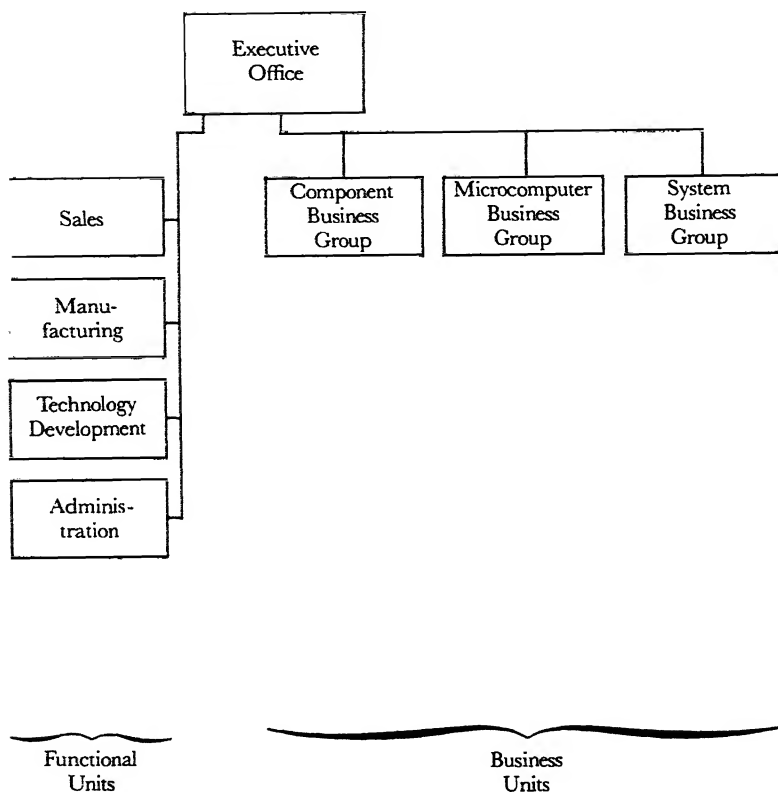 Executive
Office
Sales
Manu-
facturing
Technology
Development
Adminis-
tration
Component
Business
Group
Microcomputer
Business
Group
System
Business
Group
Functional
Units
Business
Units